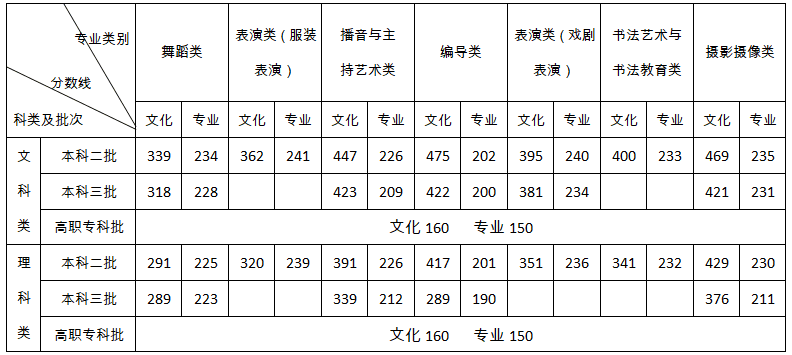 专业类别
分数线
科类及批次
舞蹈类
表演类（服装
表演）
播音与主
持艺术类
编导类
表演类（戏剧
表演）
书法艺术与
书法教育类
摄影摄像类
文化 专业 文化 专业 文化 专业 文化 专业 文化 专业 文化 专业 文化 专业
文科类
本科二批 339 234 362 241 447 226 475 202 395 240 400 233 469 235
本科三批 318 228 423 209 422 200 381 234 421 231
高职专科批 文化 160 专业 150
理科类
本科二批 291 225 320 239 391 226 417 201 351 236 341 232 429 230
本科三批 289 223 339 212 289 190 376 211
高职专科批 文化 160 专业 150